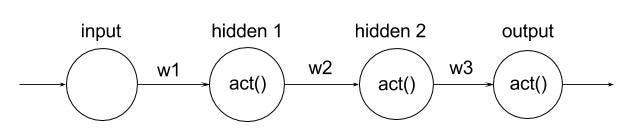 input
hidden 1
hidden 2
output
w1
w2
w3
act()
act()
act()